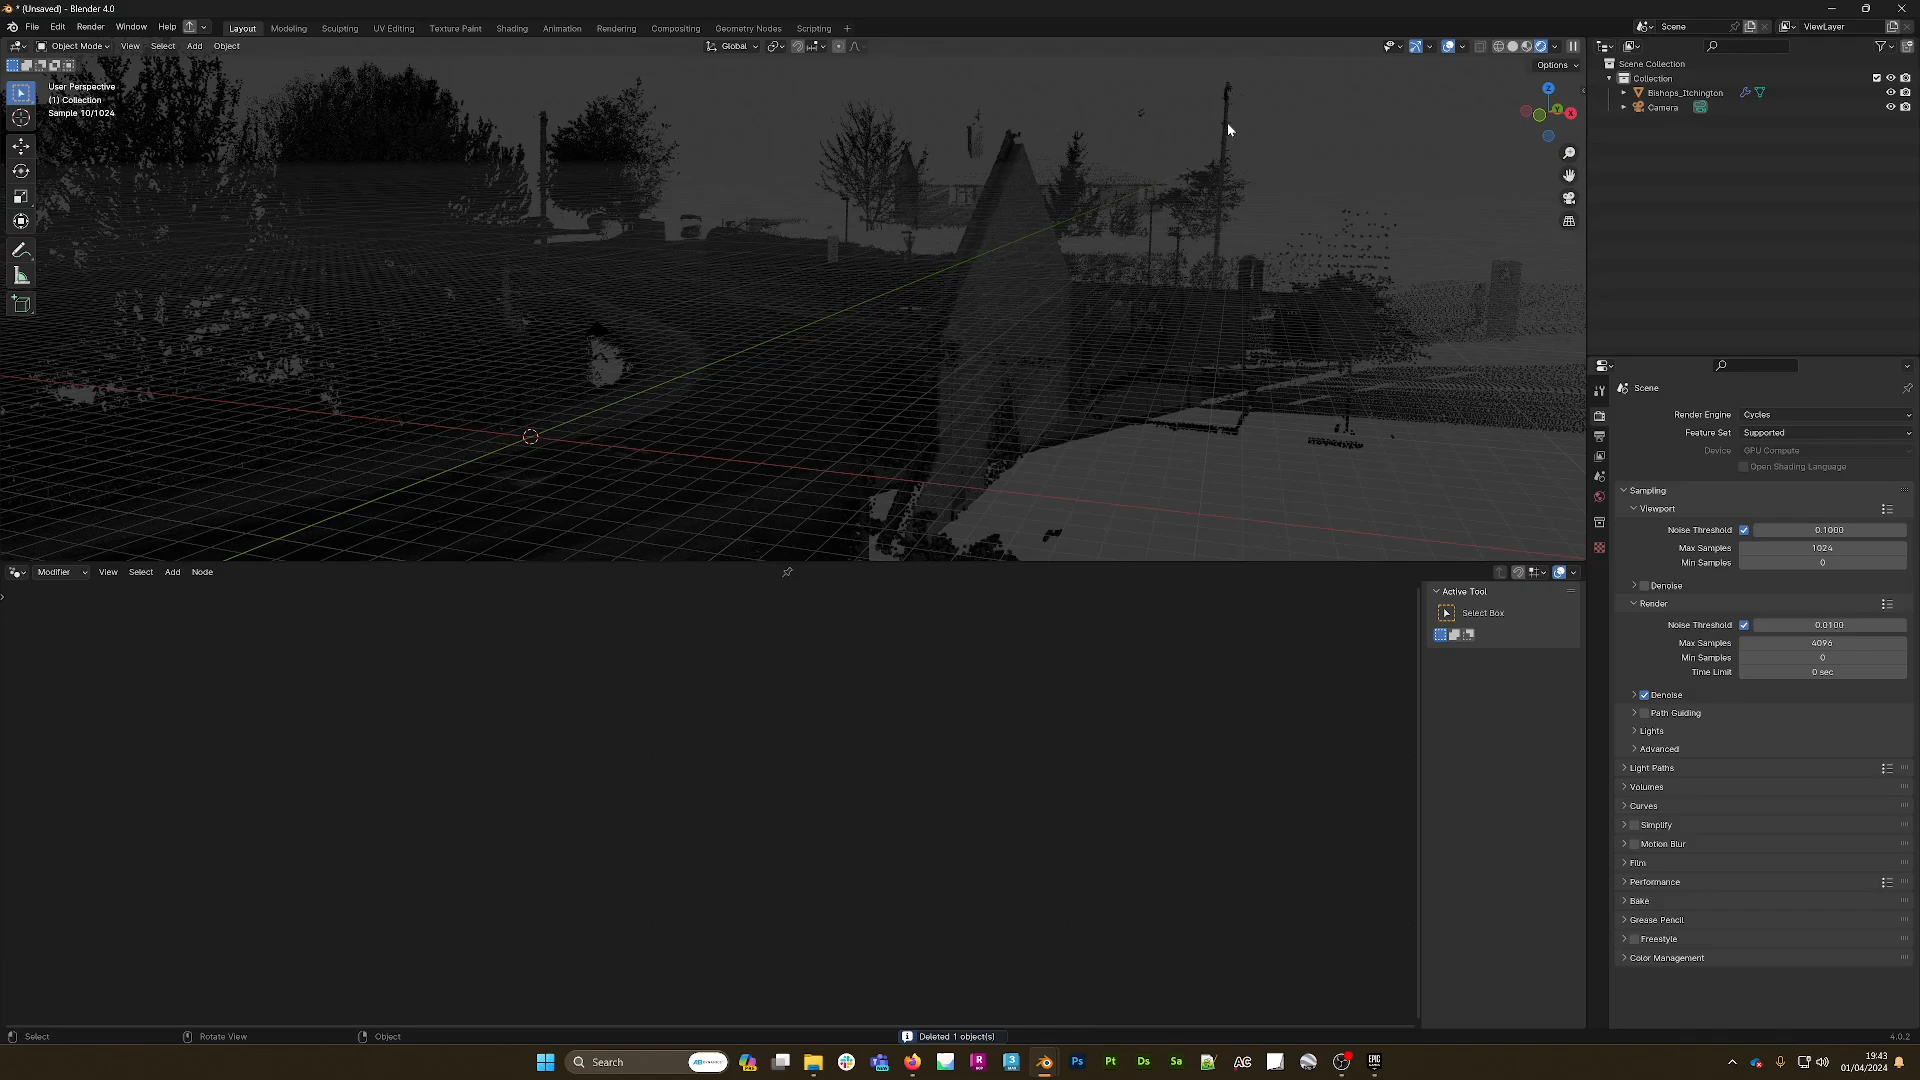 * (Unsaved) - Blender 4.0
File Edit Render Window Help
Layout Modeling Sculpting UV Editing Texture Paint Shading Animation Rendering Compositing Geometry Nodes Scripting +
Scene ViewLayer
Object Mode View Select Add Object Global
Options
User Perspective
(1) Collection
Sample 10/1024
Z
Y
X
Scene Collection
Collection
Bishops_Itchington
Camera
Scene
Render Engine Cycles
Feature Set Supported
Device GPU Compute
Open Shading Language
Sampling
Viewport
Noise Threshold 0.1000
Max Samples 1024
Min Samples 0
Denoise
Render
Noise Threshold 0.0100
Max Samples 4096
Min Samples 0
Time Limit 0 sec
Denoise
Path Guiding
Lights
Advanced
Light Paths
Volumes
Curves
Simplify
Motion Blur
Film
Performance
Bake
Grease Pencil
Freestyle
Color Management
Modifier View Select Add Node
Active Tool
Select Box
Select Rotate View Object Deleted 1 object(s) 4.0.2
Search
Ps Pt Ds Sa AC
19:43
01/04/2024